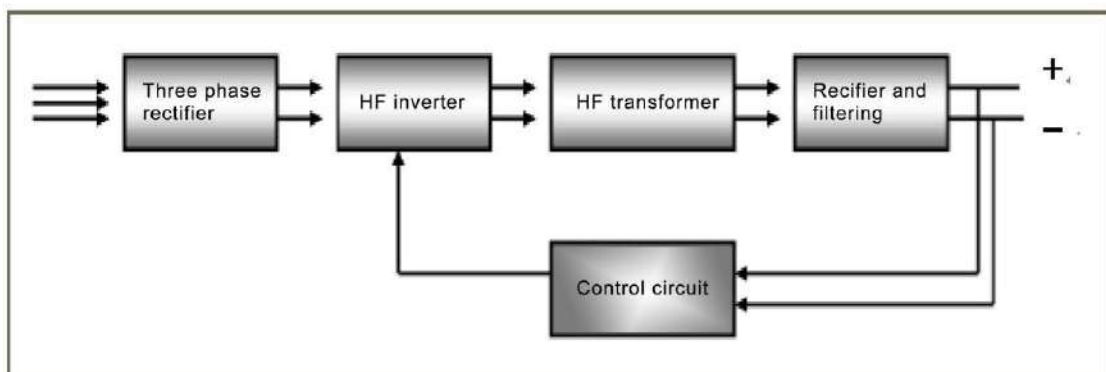 Three phase
rectifier
HF inverter
HF transformer
Recifier and
filtering
+
−
Control circuit